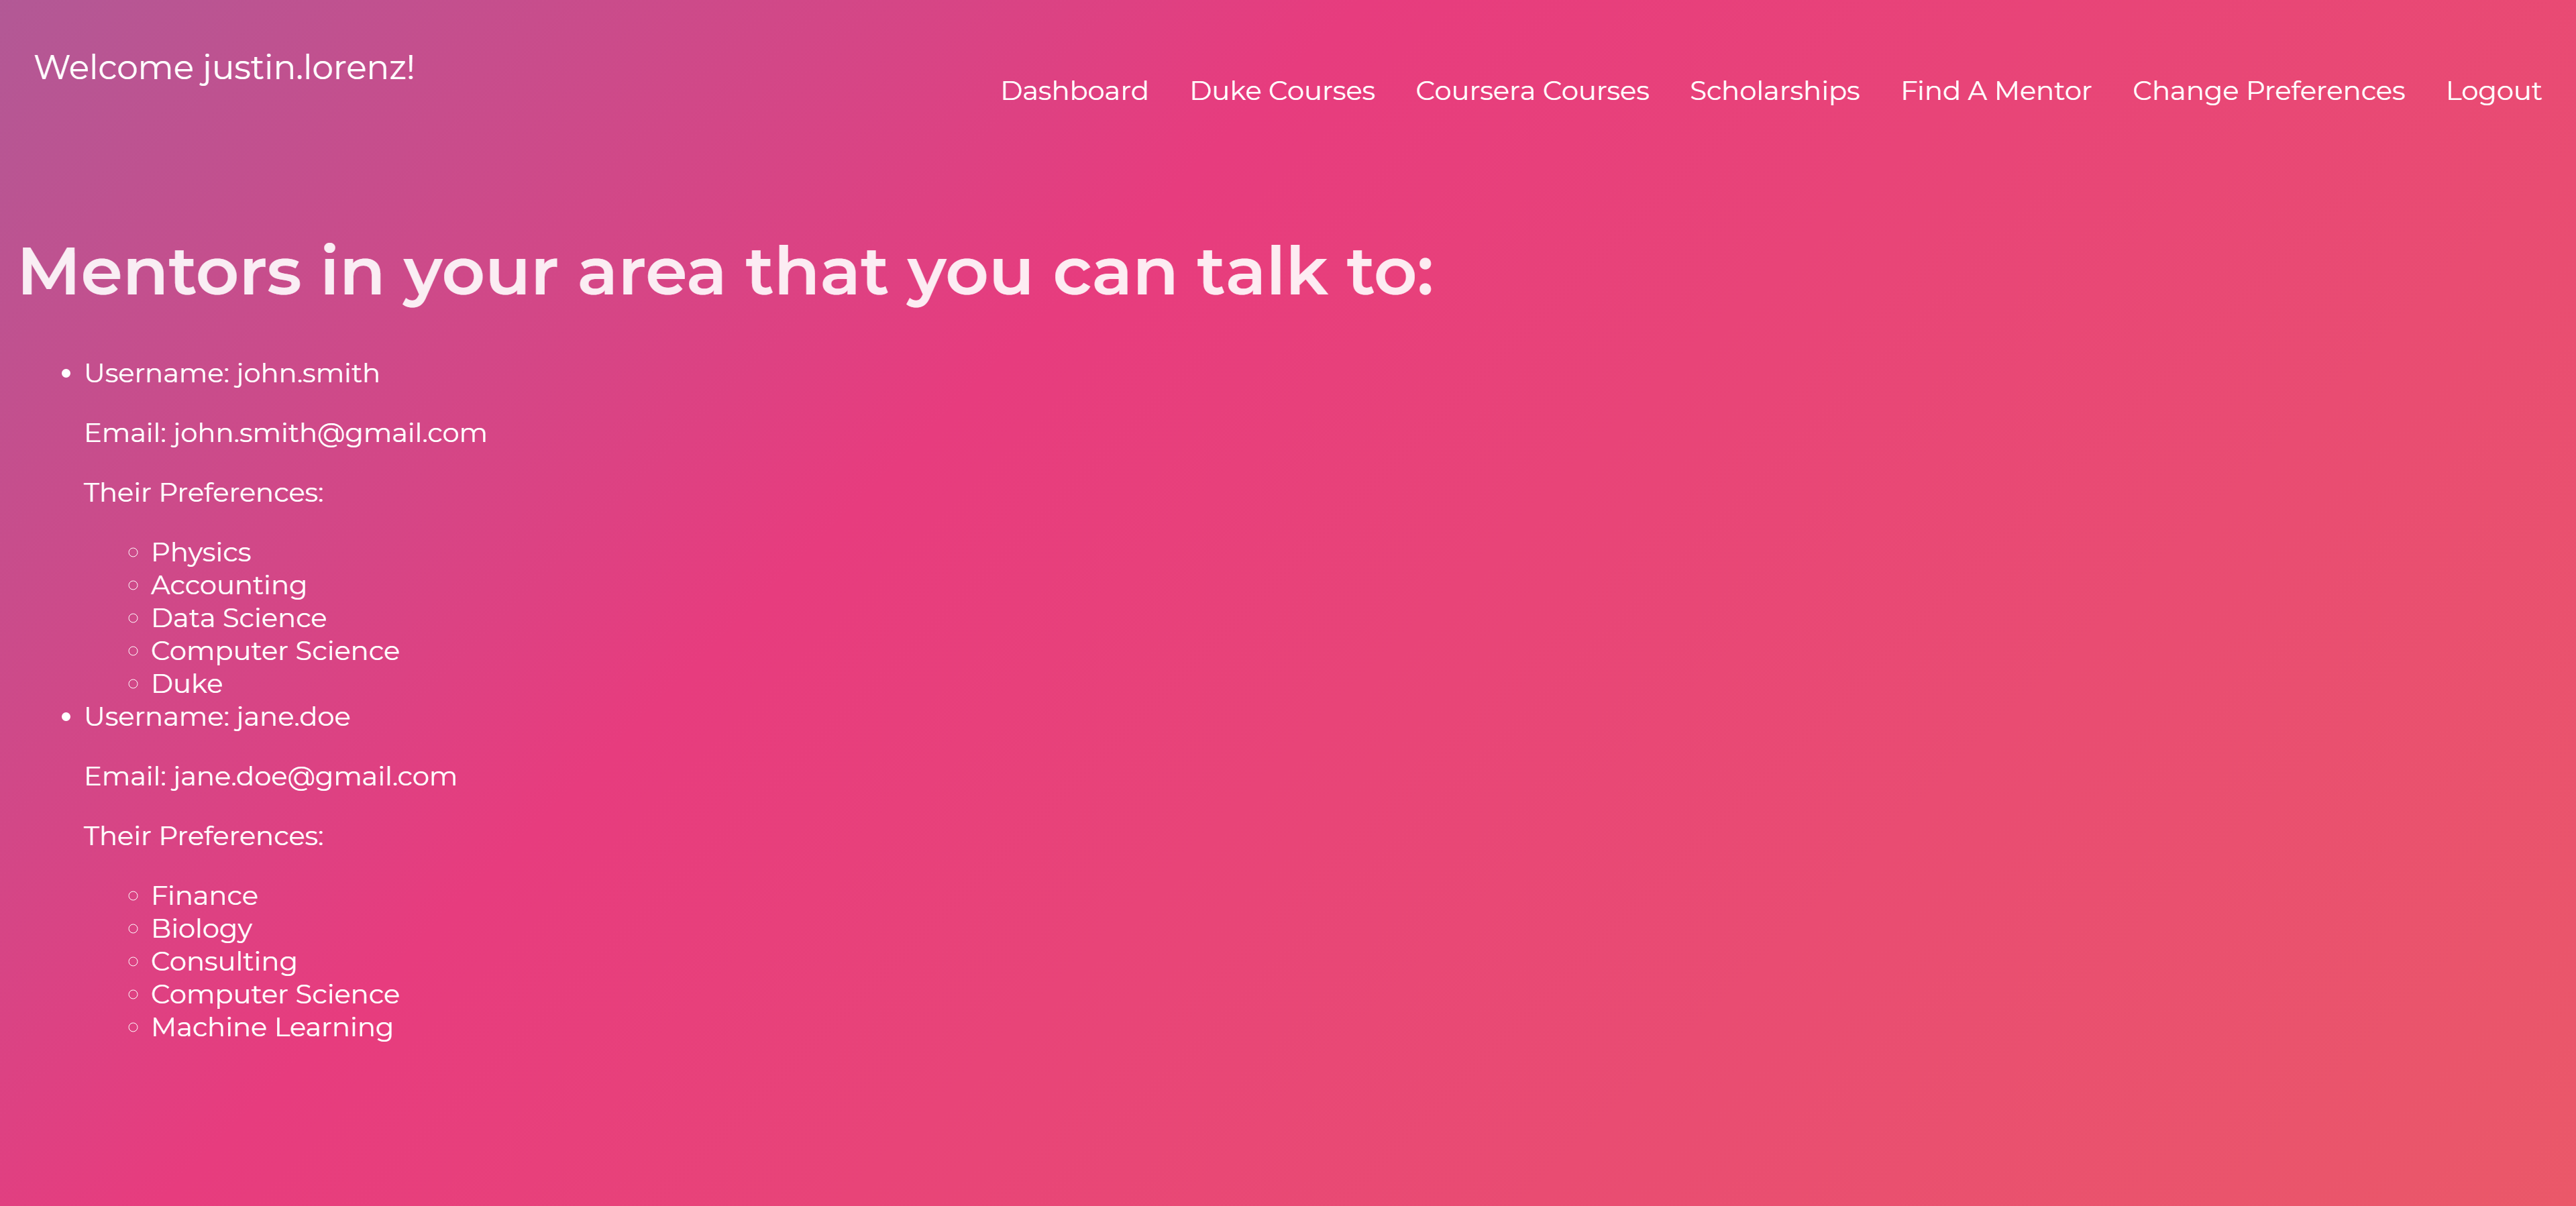 Welcome justin.lorenz!
Dashboard Duke Courses Coursera Courses Scholarships Find A Mentor Change Preferences Logout
Mentors in your area that you can talk to:
Username: john.smith
Email: john.smith@gmail.com
Their Preferences:
Physics
Accounting
Data Science
Computer Science
Duke
Username: jane.doe
Email: jane.doe@gmail.com
Their Preferences:
Finance
Biology
Consulting
Computer Science
Machine Learning